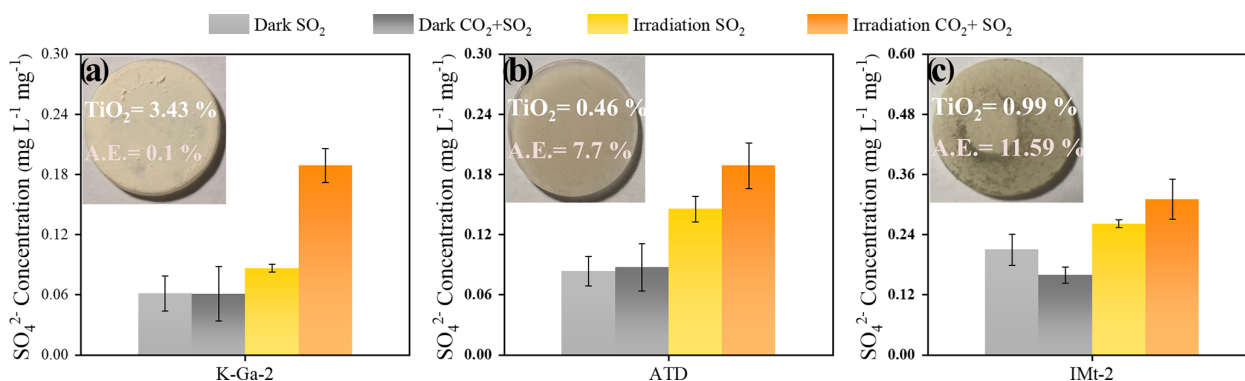 Dark SO₂ Dark CO₂+SO₂ Irradiation SO₂ Irradiation CO₂+ SO₂
(a)
TiO₂= 3.43 %
A.E.= 0.1 %
SO₄²⁻ Concentration (mg L⁻¹ mg⁻¹)
0.30
0.24
0.18
0.12
0.06
0.00
K-Ga-2
(b)
TiO₂= 0.46 %
A.E.= 7.7 %
SO₄²⁻ Concentration (mg L⁻¹ mg⁻¹)
0.30
0.24
0.18
0.12
0.06
0.00
ATD
(c)
TiO₂= 0.99 %
A.E.= 11.59 %
SO₄²⁻ Concentration (mg L⁻¹ mg⁻¹)
0.60
0.48
0.36
0.24
0.12
0.00
IMt-2